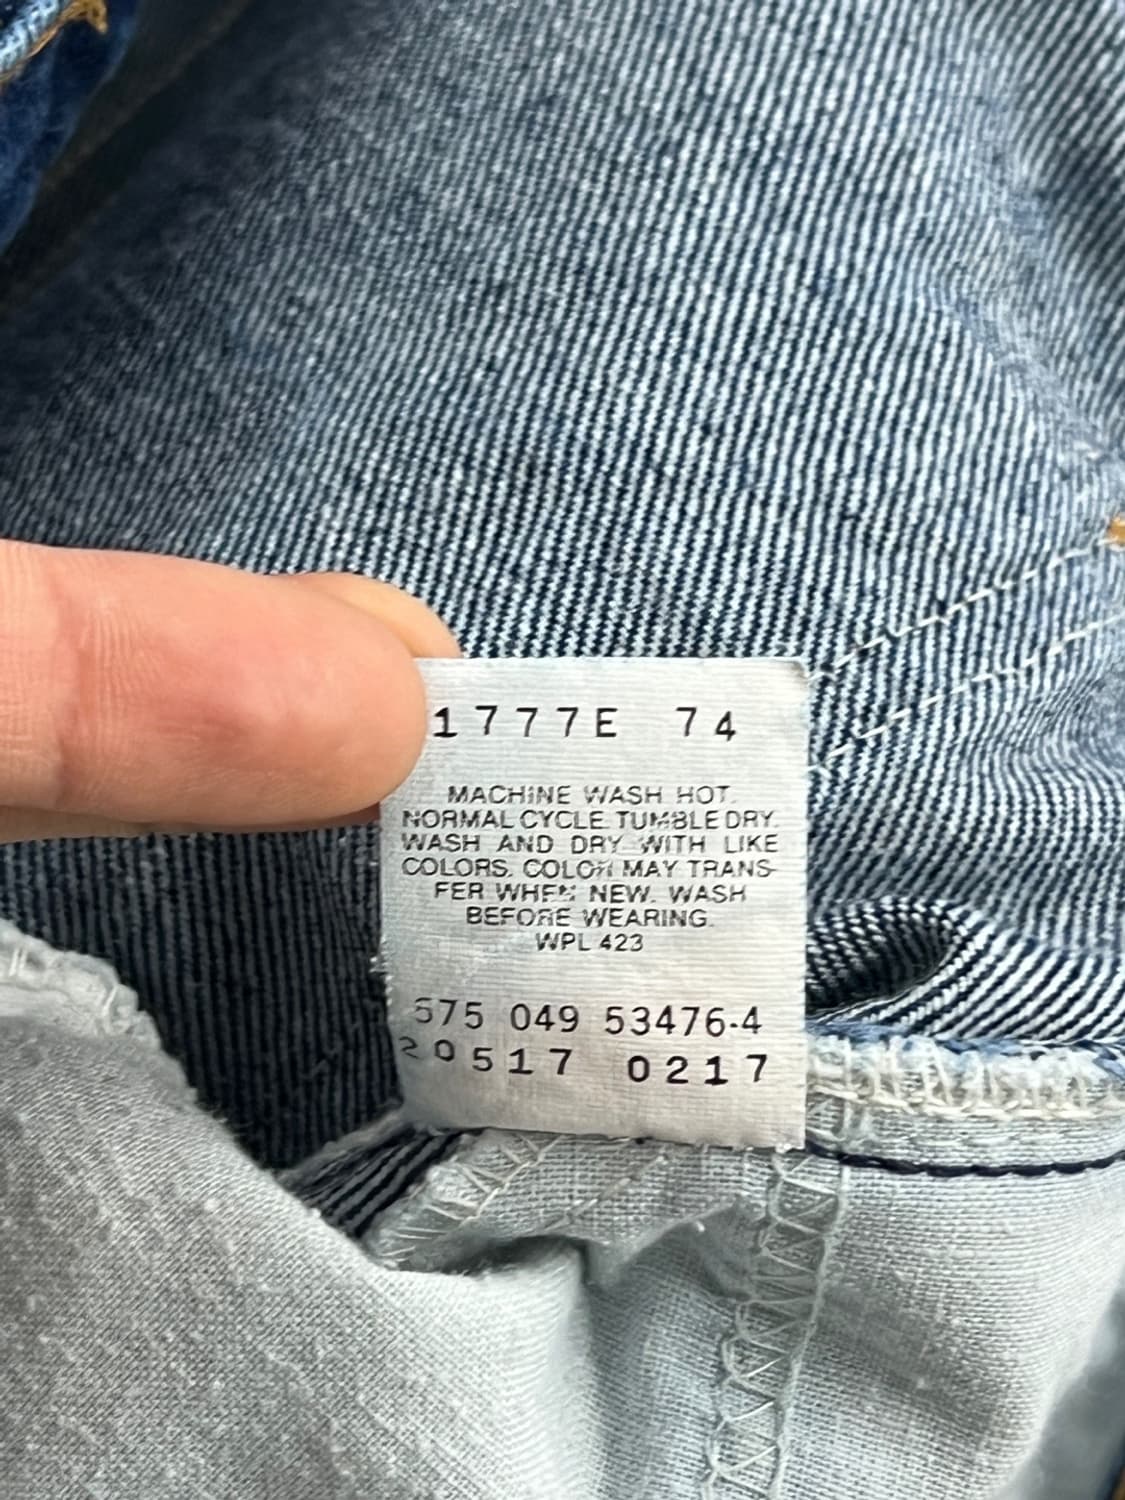 1777E 74
MACHINE WASH HOT.
NORMAL CYCLE. TUMBLE DRY.
WASH AND DRY WITH LIKE
COLORS. COLOR MAY TRANS-
FER WHEN NEW. WASH
BEFORE WEARING.
WPL 423
575 049 53476-4
20517 0217